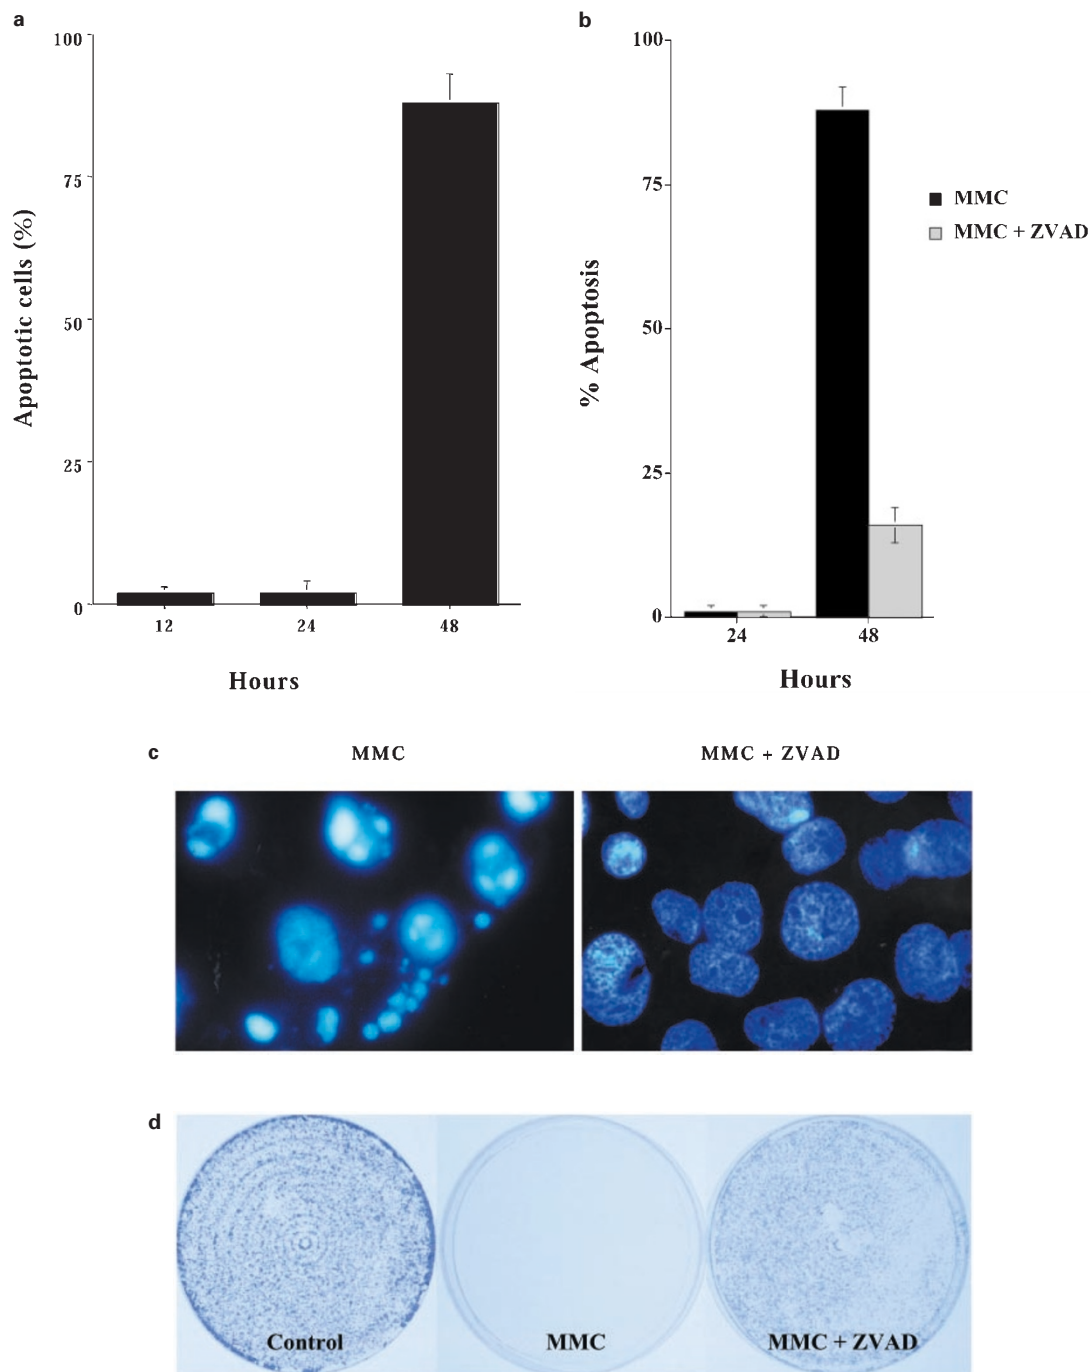 a
100
75
50
25
0
Apoptotic cells (%)
12 24 48
Hours
b
100
75
50
25
0
% Apoptosis
24 48
Hours
MMC
MMC + ZVAD
c
MMC MMC + ZVAD
d
Control MMC MMC + ZVAD